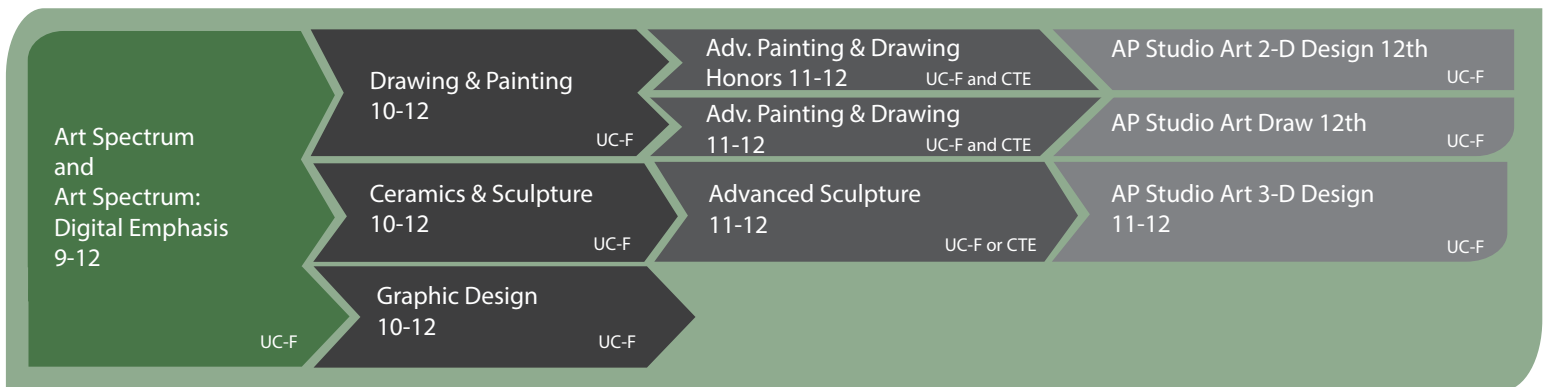 Art Spectrum
and
Art Spectrum:
Digital Emphasis
9-12
UC-F
Drawing & Painting
10-12
UC-F
Ceramics & Sculpture
10-12
UC-F
Graphic Design
10-12
UC-F
Adv. Painting & Drawing
Honors 11-12 UC-F and CTE
Adv. Painting & Drawing
11-12 UC-F and CTE
Advanced Sculpture
11-12
UC-F or CTE
AP Studio Art 2-D Design 12th
UC-F
AP Studio Art Draw 12th
UC-F
AP Studio Art 3-D Design
11-12
UC-F